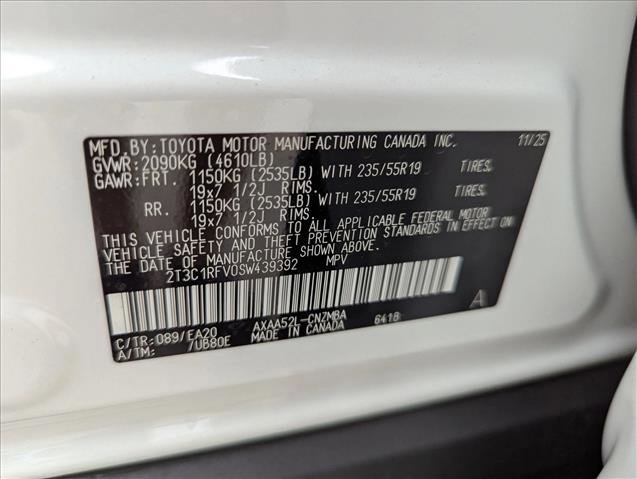 MFD.BY:TOYOTA MOTOR MANUFACTURING CANADA INC. 11/25
GVWR:2090KG (4610LB)
GAWR:FRT. 1150KG (2535LB) WITH 235/55R19 TIRES.
19x7 1/2J RIMS.
RR. 1150KG (2535LB) WITH 235/55R19 TIRES.
19x7 1/2J RIMS.
THIS VEHICLE CONFORMS TO ALL APPLICABLE FEDERAL MOTOR
VEHICLE SAFETY AND THEFT PREVENTION STANDARDS IN EFFECT ON
THE DATE OF MANUFACTURE SHOWN ABOVE.
2T3C1RFV0SW439392 MPV
A
C/TR:089/EA20 AXAA52L-CNZMBA 6418
A/TM: /UB80E MADE IN CANADA